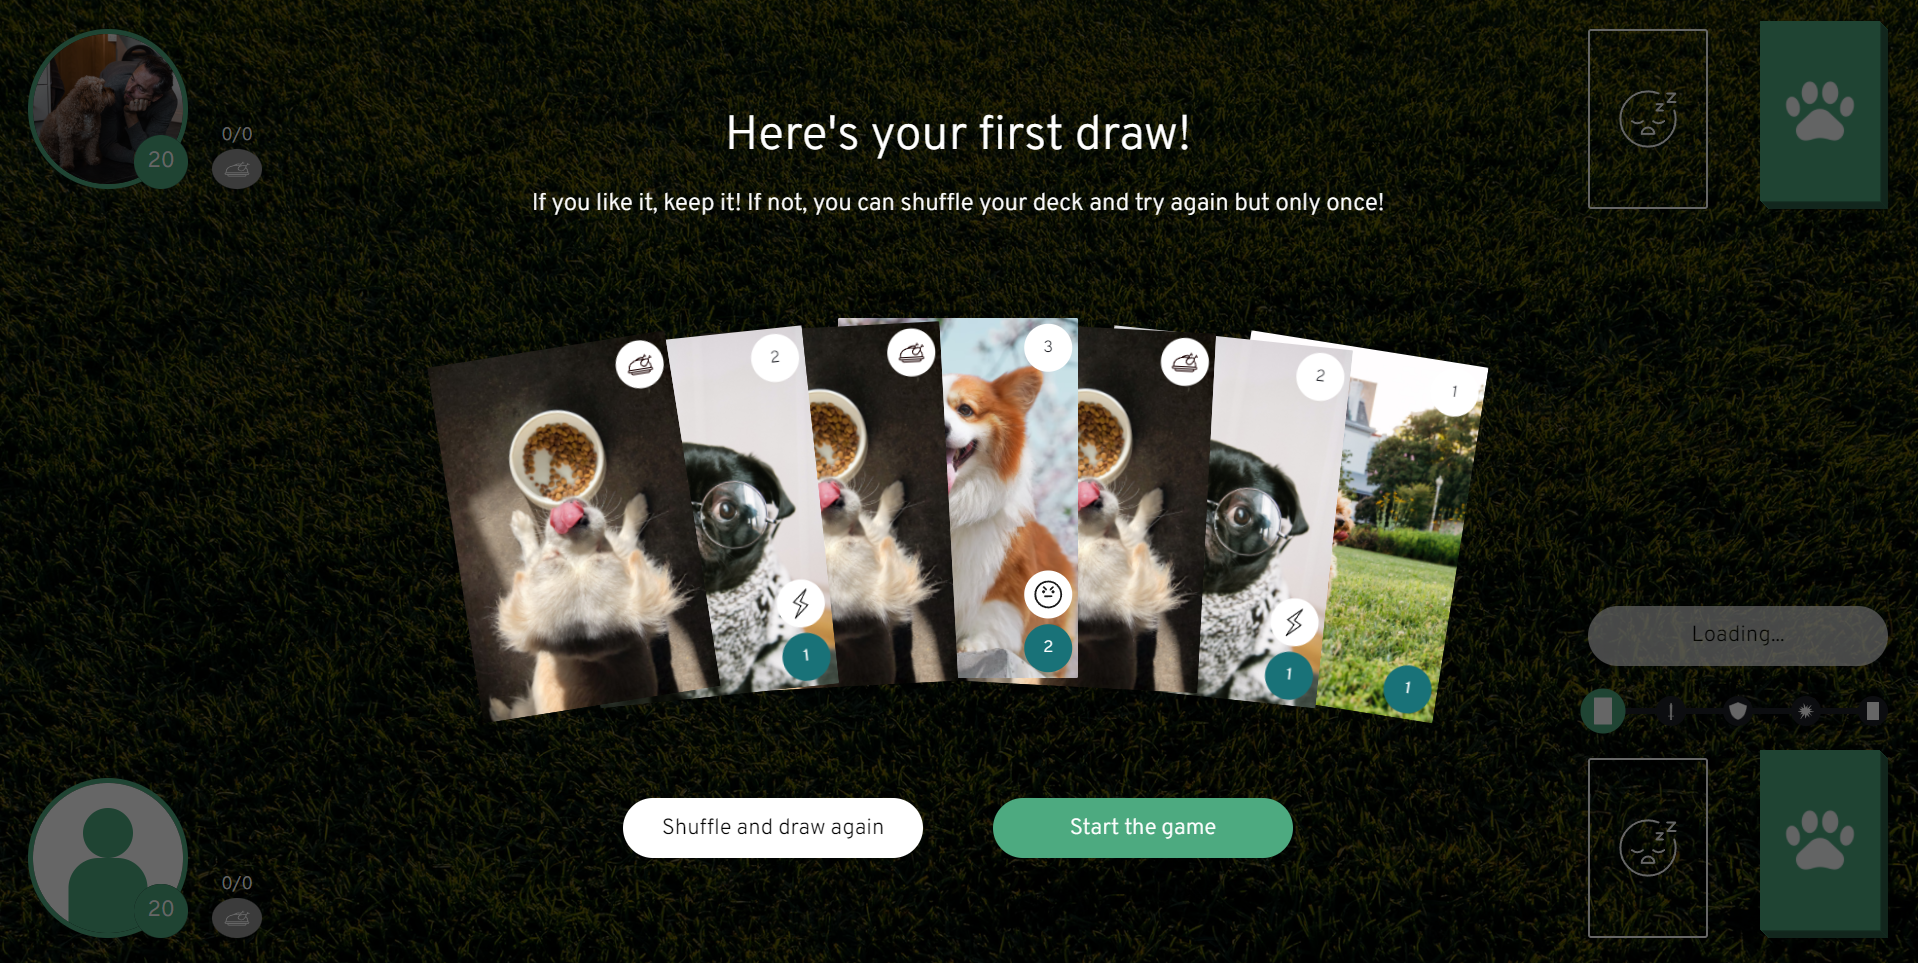 0/0
20
Here's your first draw!
If you like it, keep it! If not, you can shuffle your deck and try again but only once!
2
3
2
1
1
2
1
1
Loading...
Shuffle and draw again
Start the game
0/0
20